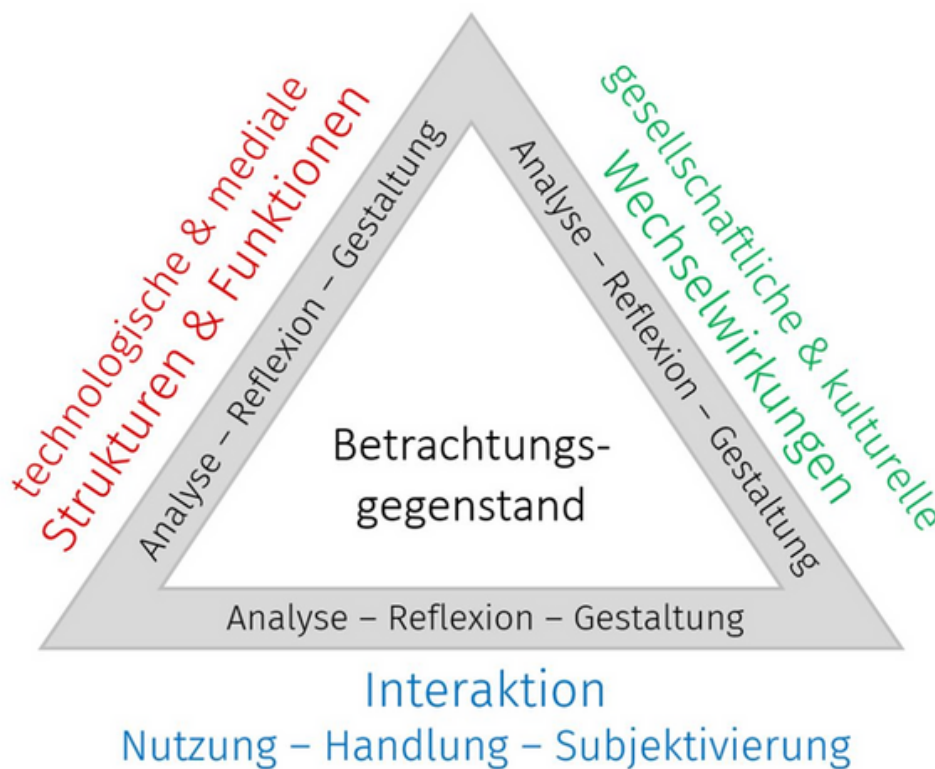 technologische & mediale
Strukturen & Funktionen
Analyse – Reflexion – Gestaltung
gesellschaftliche & kulturelle
Wechselwirkungen
Analyse – Reflexion – Gestaltung
Betrachtungs-
gegenstand
Analyse – Reflexion – Gestaltung
Interaktion
Nutzung – Handlung – Subjektivierung